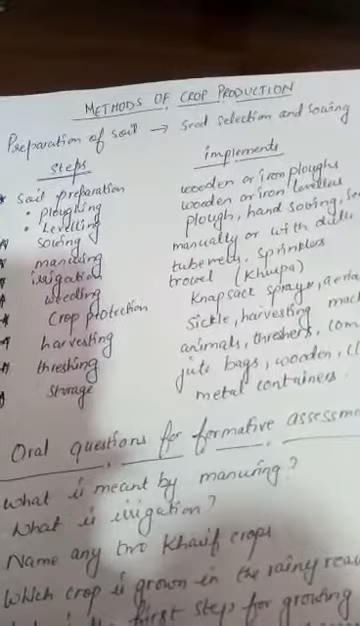 METHODS OF CROP PRODUCTION
Preparation of soil → Seed selection and sowing
Steps
implements
Soil preparation
wooden or iron ploughs
• Ploughing
wooden or iron levellers
• Levelling
plough, hand sowing,
Sowing
manually or with
manuring
tubewells, Sprinklers
irrigation
trowel (Khurpa)
weeding
Knapsack sprayer,
Crop protection
Sickle, harvesting
harvesting
animals, threshers,
threshing
jute bags, wooden,
Storage
metal containers.
Oral questions for formative
What is meant by manuring?
What is irrigation?
Name any two Kharif crops
Which crop is grown in the rainy
first step for growing